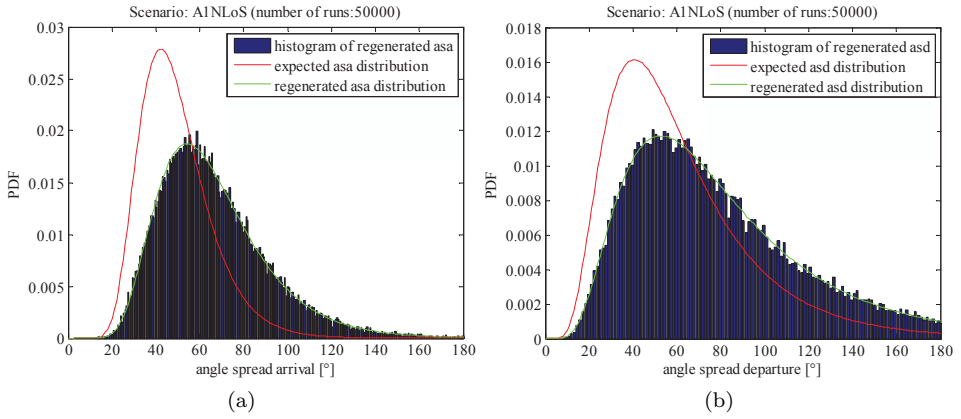 Scenario: A1NLoS (number of runs:50000)
0.03
0.025
0.02
0.015
0.01
0.005
0
PDF
histogram of regenerated asa
expected asa distribution
regenerated asa distribution
0 20 40 60 80 100 120 140 160 180
angle spread arrival [°]
(a)
Scenario: A1NLoS (number of runs:50000)
0.018
0.016
0.014
0.012
0.01
0.008
0.006
0.004
0.002
0
PDF
histogram of regenerated asd
expected asd distribution
regenerated asd distribution
0 20 40 60 80 100 120 140 160 180
angle spread departure [°]
(b)